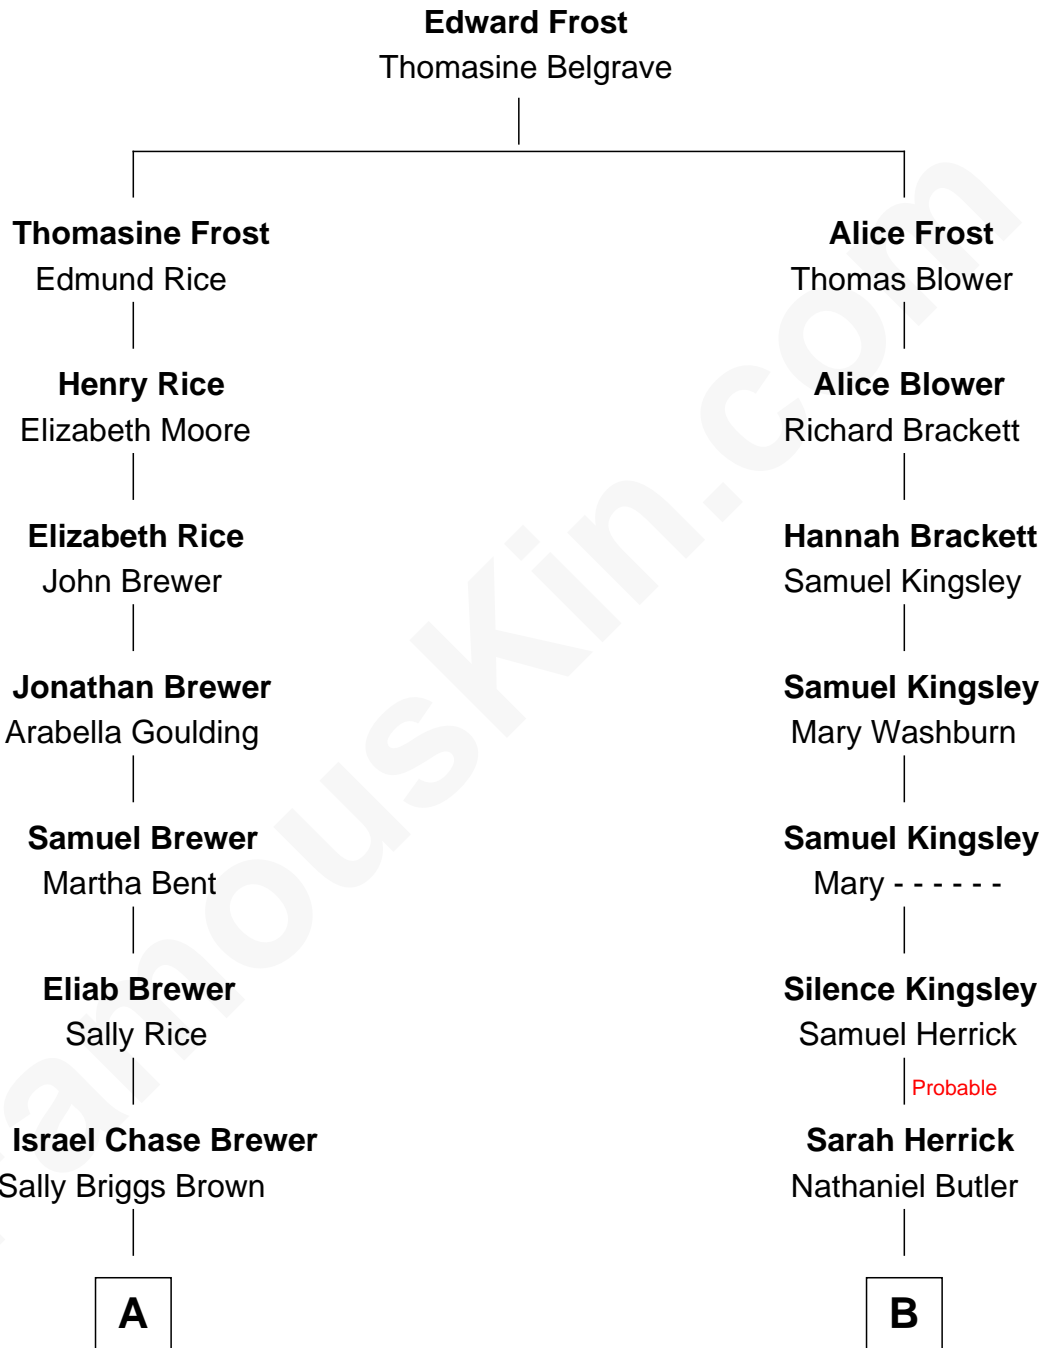 Edward Frost
Thomasine Belgrave
Thomasine Frost
Edmund Rice
Henry Rice
Elizabeth Moore
Elizabeth Rice
John Brewer
Jonathan Brewer
Arabella Goulding
Samuel Brewer
Martha Bent
Eliab Brewer
Sally Rice
Israel Chase Brewer
Sally Briggs Brown
A
Alice Frost
Thomas Blower
Alice Blower
Richard Brackett
Hannah Brackett
Samuel Kingsley
Samuel Kingsley
Mary Washburn
Samuel Kingsley
Mary - - - - - -
Silence Kingsley
Samuel Herrick
Probable
Sarah Herrick
Nathaniel Butler
B
FamousKin.com